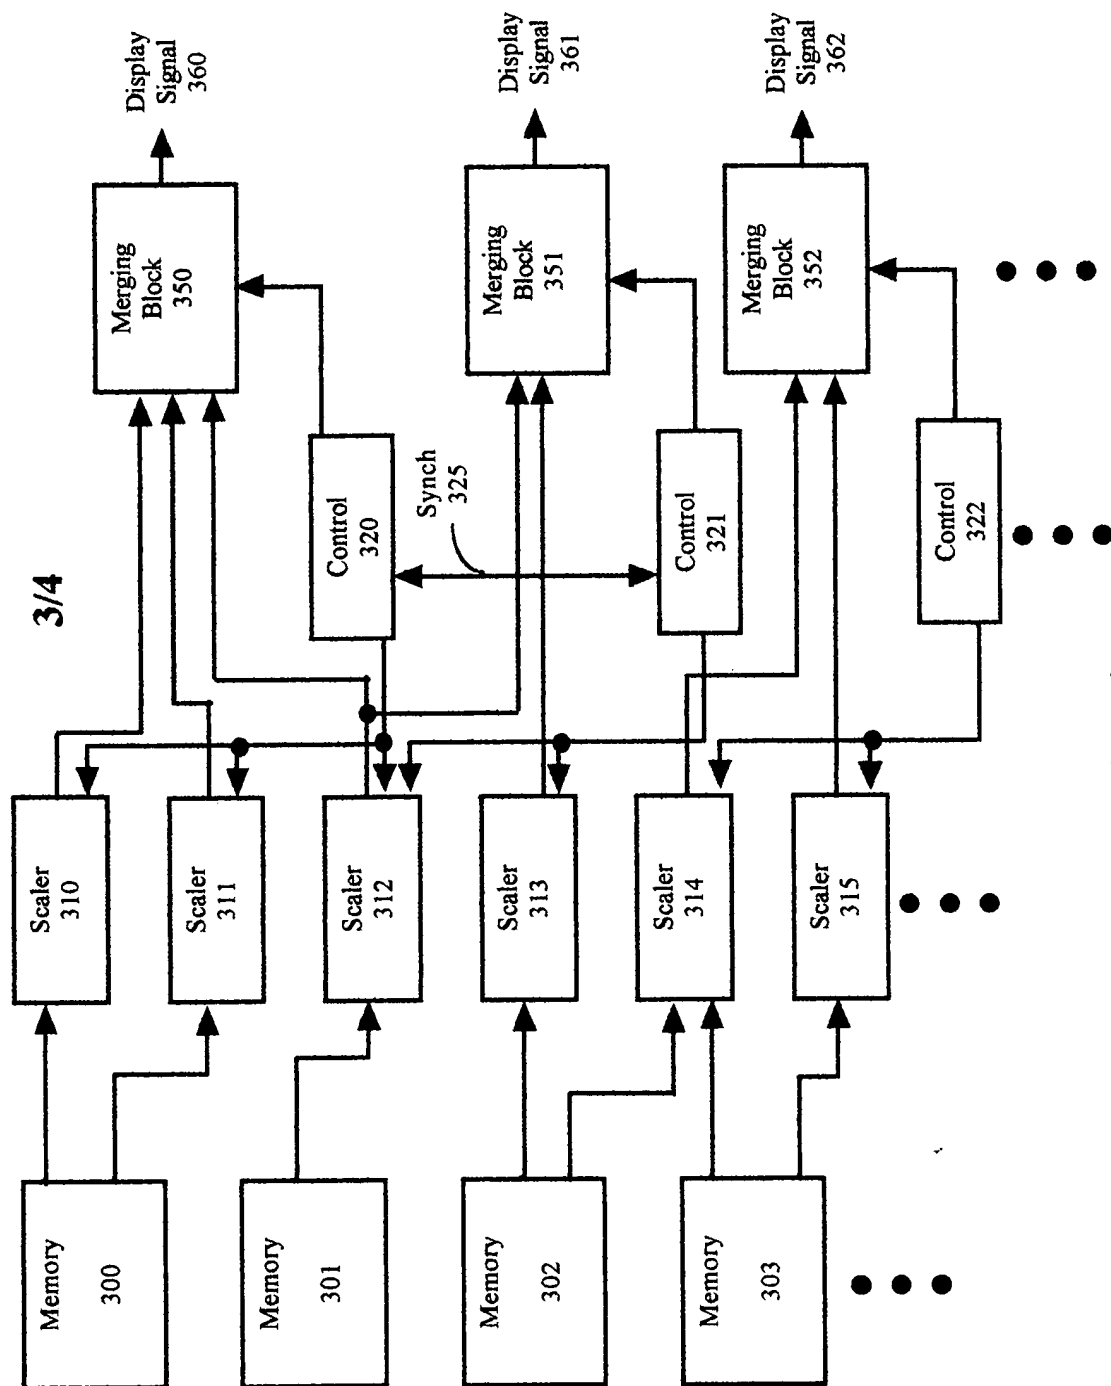 3/4
Memory
300
Memory
301
Memory
302
Memory
303
Scaler
310
Scaler
311
Scaler
312
Scaler
313
Scaler
314
Scaler
315
Control
320
Synch
325
Control
321
Control
322
Merging
Block
350
Merging
Block
351
Merging
Block
352
Display
Signal
360
Display
Signal
361
Display
Signal
362